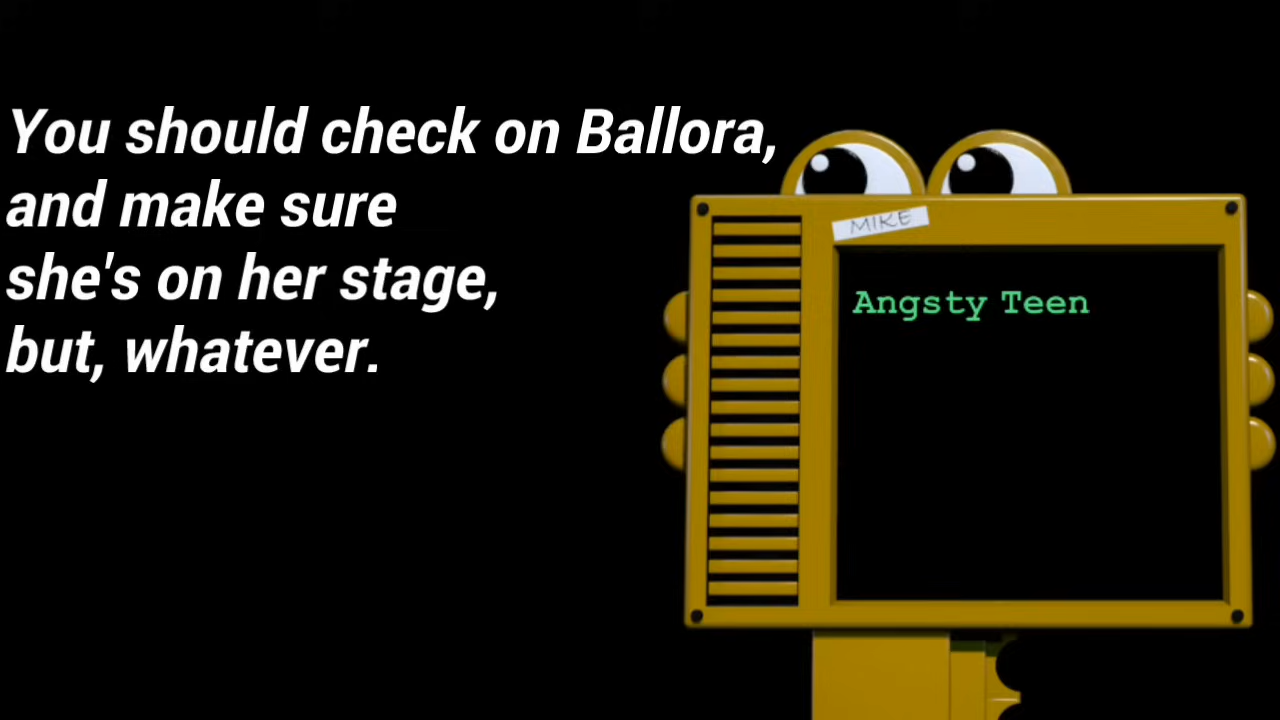 You should check on Ballora,
and make sure
she's on her stage,
but, whatever.
MIKE
Angsty Teen